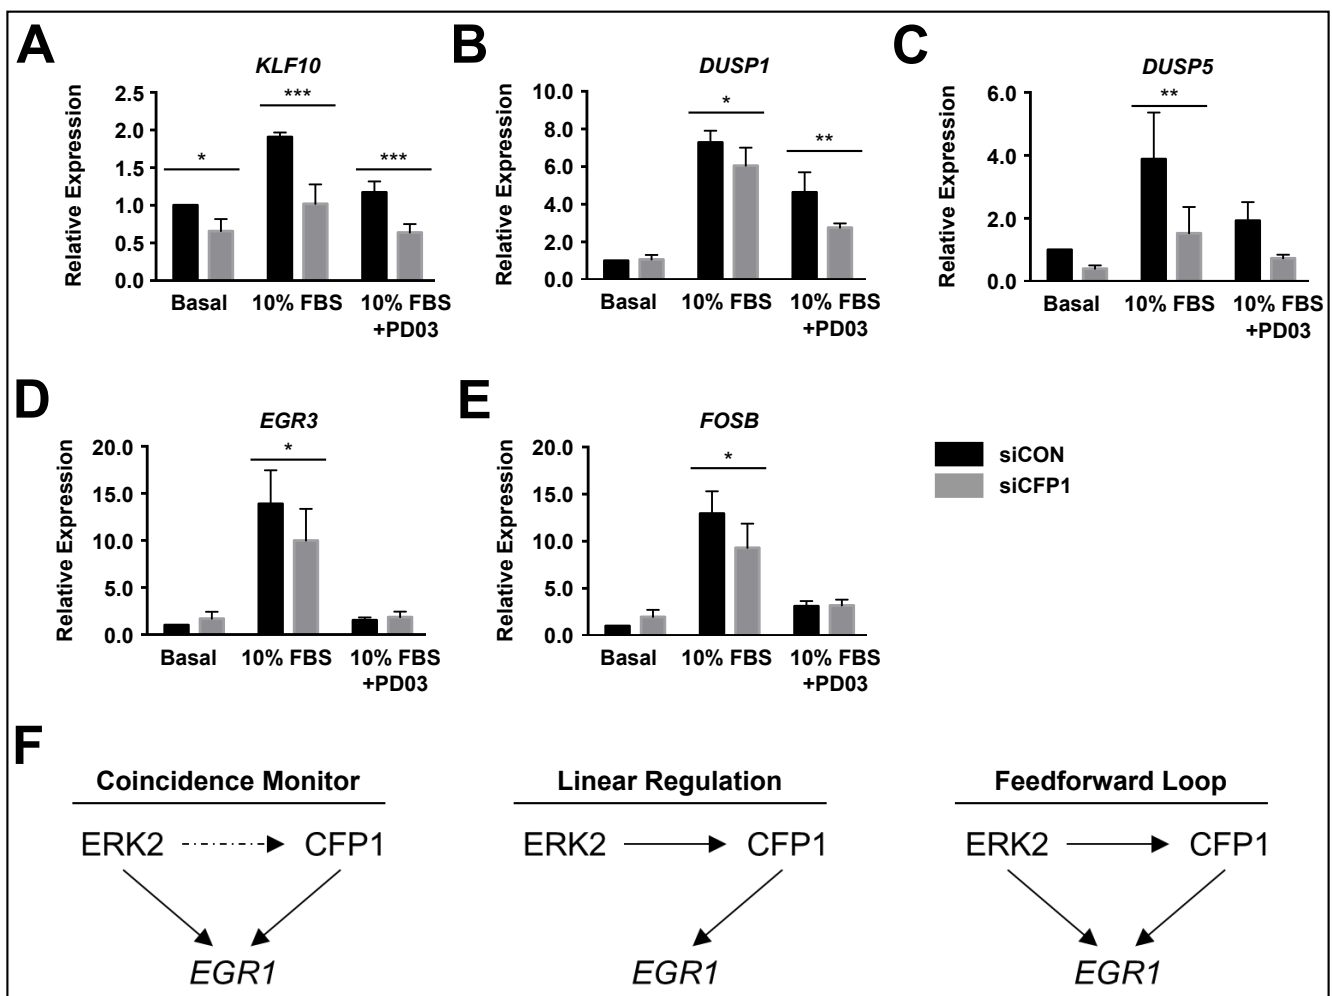 A
KLF10
Relative Expression
2.5
2.0
1.5
1.0
0.5
0.0
*
***
***
Basal
10% FBS
10% FBS
+PD03
B
DUSP1
Relative Expression
10.0
8.0
6.0
4.0
2.0
0.0
*
**
Basal
10% FBS
10% FBS
+PD03
C
DUSP5
Relative Expression
6.0
4.0
2.0
0.0
**
Basal
10% FBS
10% FBS
+PD03
D
EGR3
Relative Expression
20.0
15.0
10.0
5.0
0.0
*
Basal
10% FBS
10% FBS
+PD03
E
FOSB
Relative Expression
20.0
15.0
10.0
5.0
0.0
*
Basal
10% FBS
10% FBS
+PD03
siCON
siCFP1
F
Coincidence Monitor
ERK2 CFP1
EGR1
Linear Regulation
ERK2 CFP1
EGR1
Feedforward Loop
ERK2 CFP1
EGR1